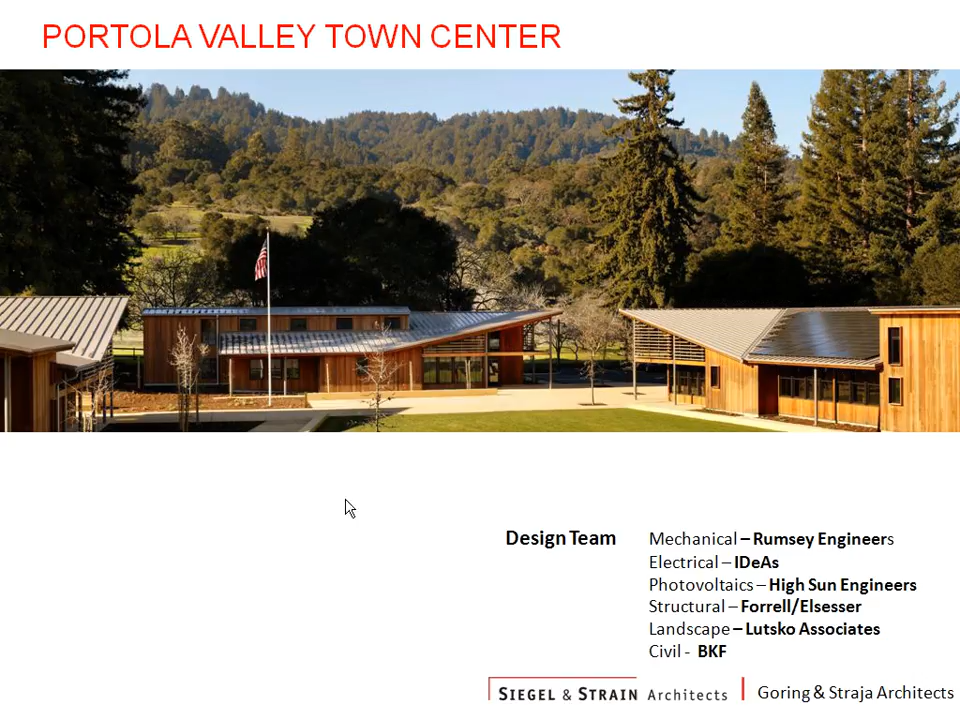 PORTOLA VALLEY TOWN CENTER
Design Team
Mechanical – Rumsey Engineers
Electrical – IDeAs
Photovoltaics – High Sun Engineers
Structural – Forrell/Elsesser
Landscape – Lutsko Associates
Civil - BKF
SIEGEL & STRAIN Architects
Goring & Straja Architects